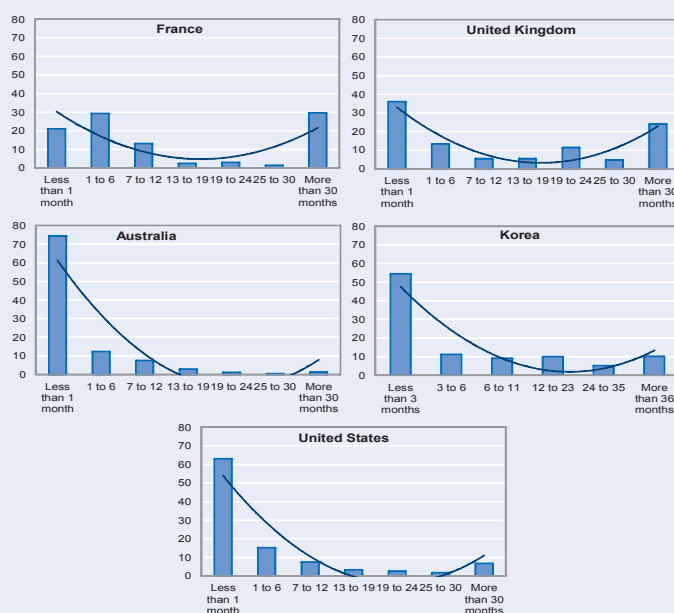 France
80
70
60
50
40
30
20
10
0
Less than 1 month
1 to 6
7 to 12
13 to 19
19 to 24
25 to 30
More than 30 months
United Kingdom
80
70
60
50
40
30
20
10
0
Less than 1 month
1 to 6
7 to 12
13 to 19
19 to 24
25 to 30
More than 30 months
Australia
80
70
60
50
40
30
20
10
0
Less than 1 month
1 to 6
7 to 12
13 to 19
19 to 24
25 to 30
More than 30 months
Korea
80
70
60
50
40
30
20
10
0
Less than 3 months
3 to 6
6 to 11
12 to 23
24 to 35
More than 36 months
United States
80
70
60
50
40
30
20
10
0
Less than 1 month
1 to 6
7 to 12
13 to 19
19 to 24
25 to 30
More than 30 months